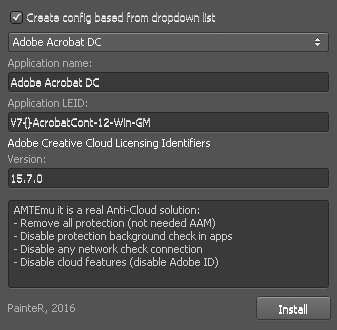 Create config based from dropdown list
Adobe Acrobat DC
Application name:
Adobe Acrobat DC
Application LEID:
V7{}AcrobatCont-12-Win-GM
Adobe Creative Cloud Licensing Identifiers
Version:
15.7.0
AMTEmu it is a real Anti-Cloud solution:
- Remove all protection (not needed AAM)
- Disable protection background check in apps
- Disable any network check connection
- Disable cloud features (disable Adobe ID)
PainteR, 2016
Install